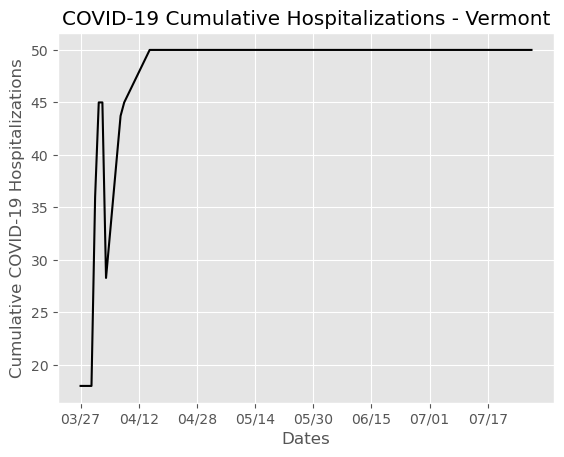 COVID-19 Cumulative Hospitalizations - Vermont
Cumulative COVID-19 Hospitalizations
50
45
40
35
30
25
20
03/27 04/12 04/28 05/14 05/30 06/15 07/01 07/17
Dates